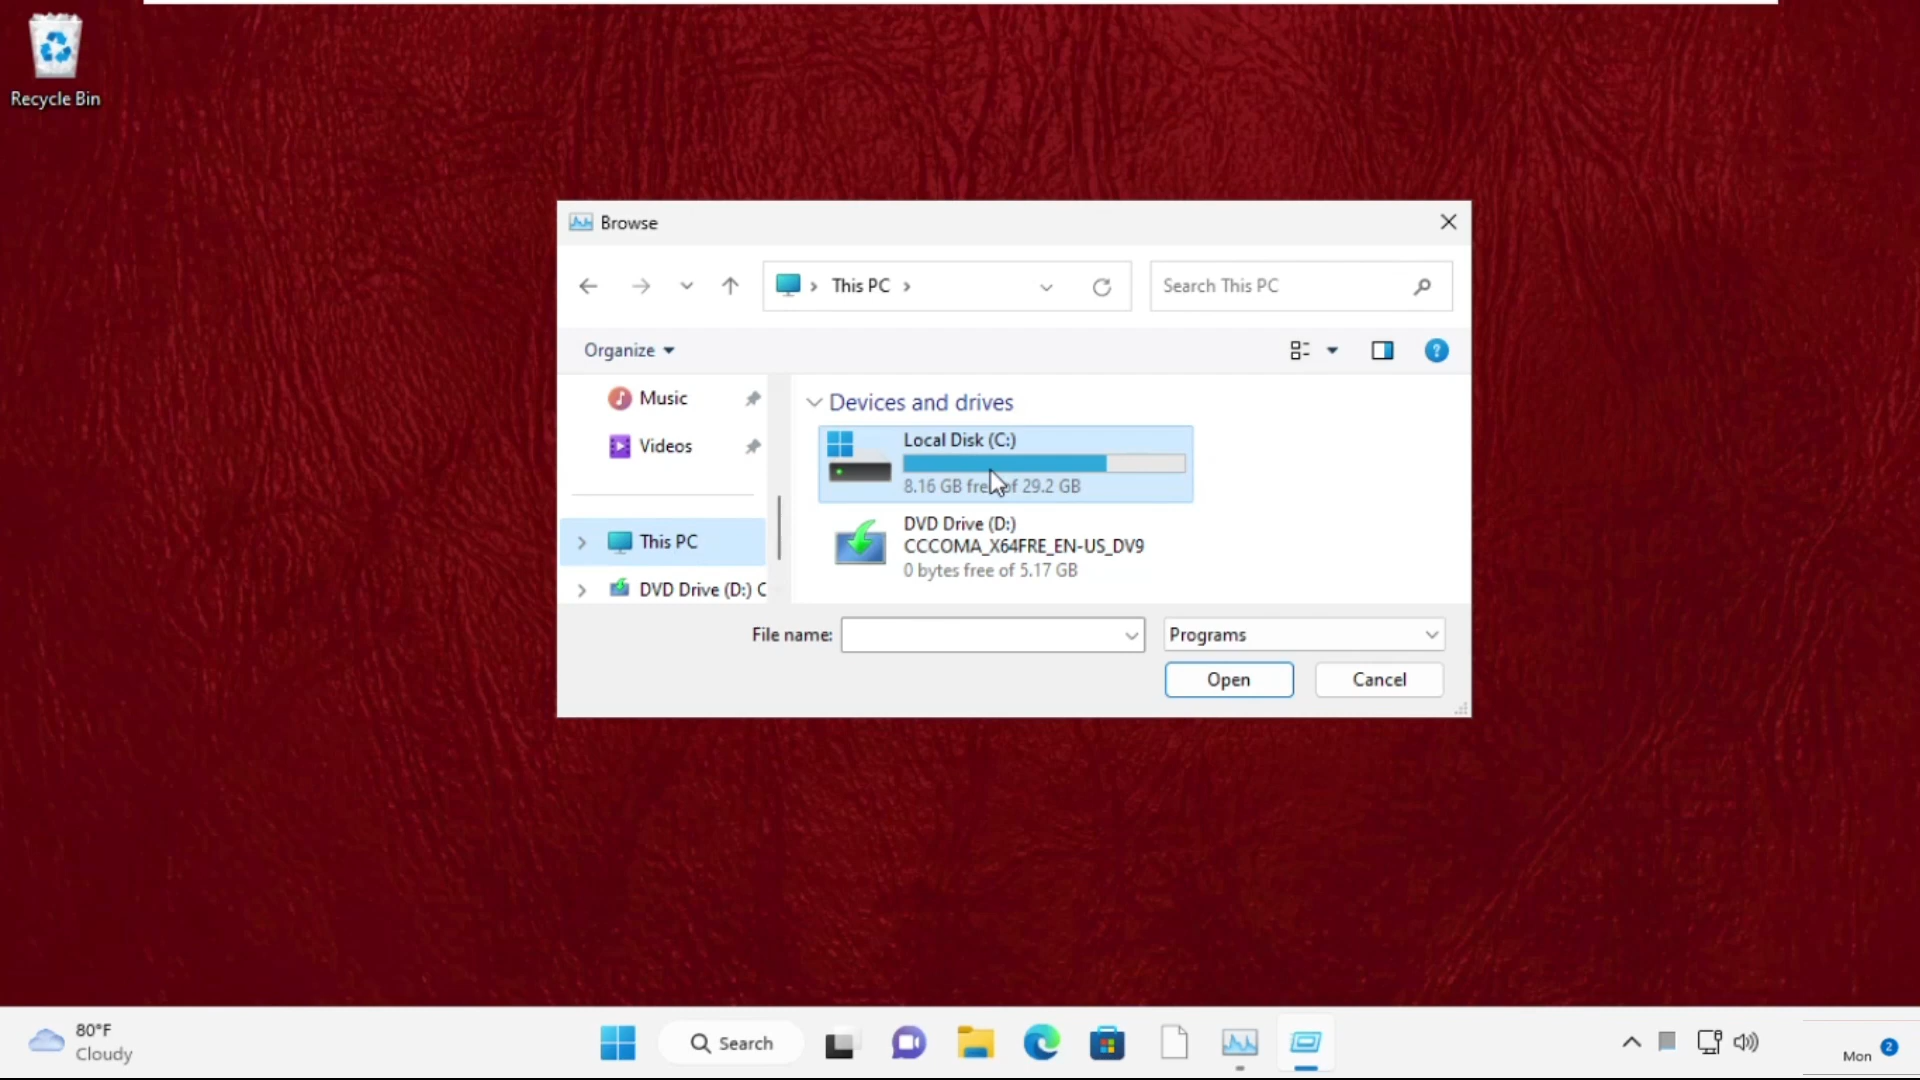 Recycle Bin
Browse
This PC
Search This PC
Organize
Music
Videos
This PC
DVD Drive (D:) C
Devices and drives
Local Disk (C:)
8.16 GB free of 29.2 GB
DVD Drive (D:)
CCCOMA_X64FRE_EN-US_DV9
0 bytes free of 5.17 GB
File name:
Programs
Open
Cancel
80°F
Cloudy
Search
Mon
2